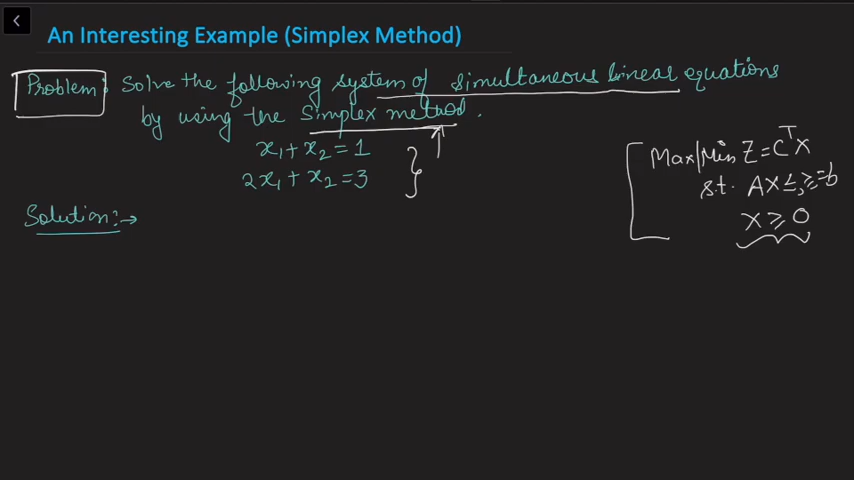 An Interesting Example (Simplex Method)
Problem: Solve the following system of simultaneous linear equations
by using the Simplex method.
x₁ + x₂ = 1
2x₁ + x₂ = 3
Max/Min Z = CᵀX
s.t. AX ≤, ≥, = b
X ≥ 0
Solution:→